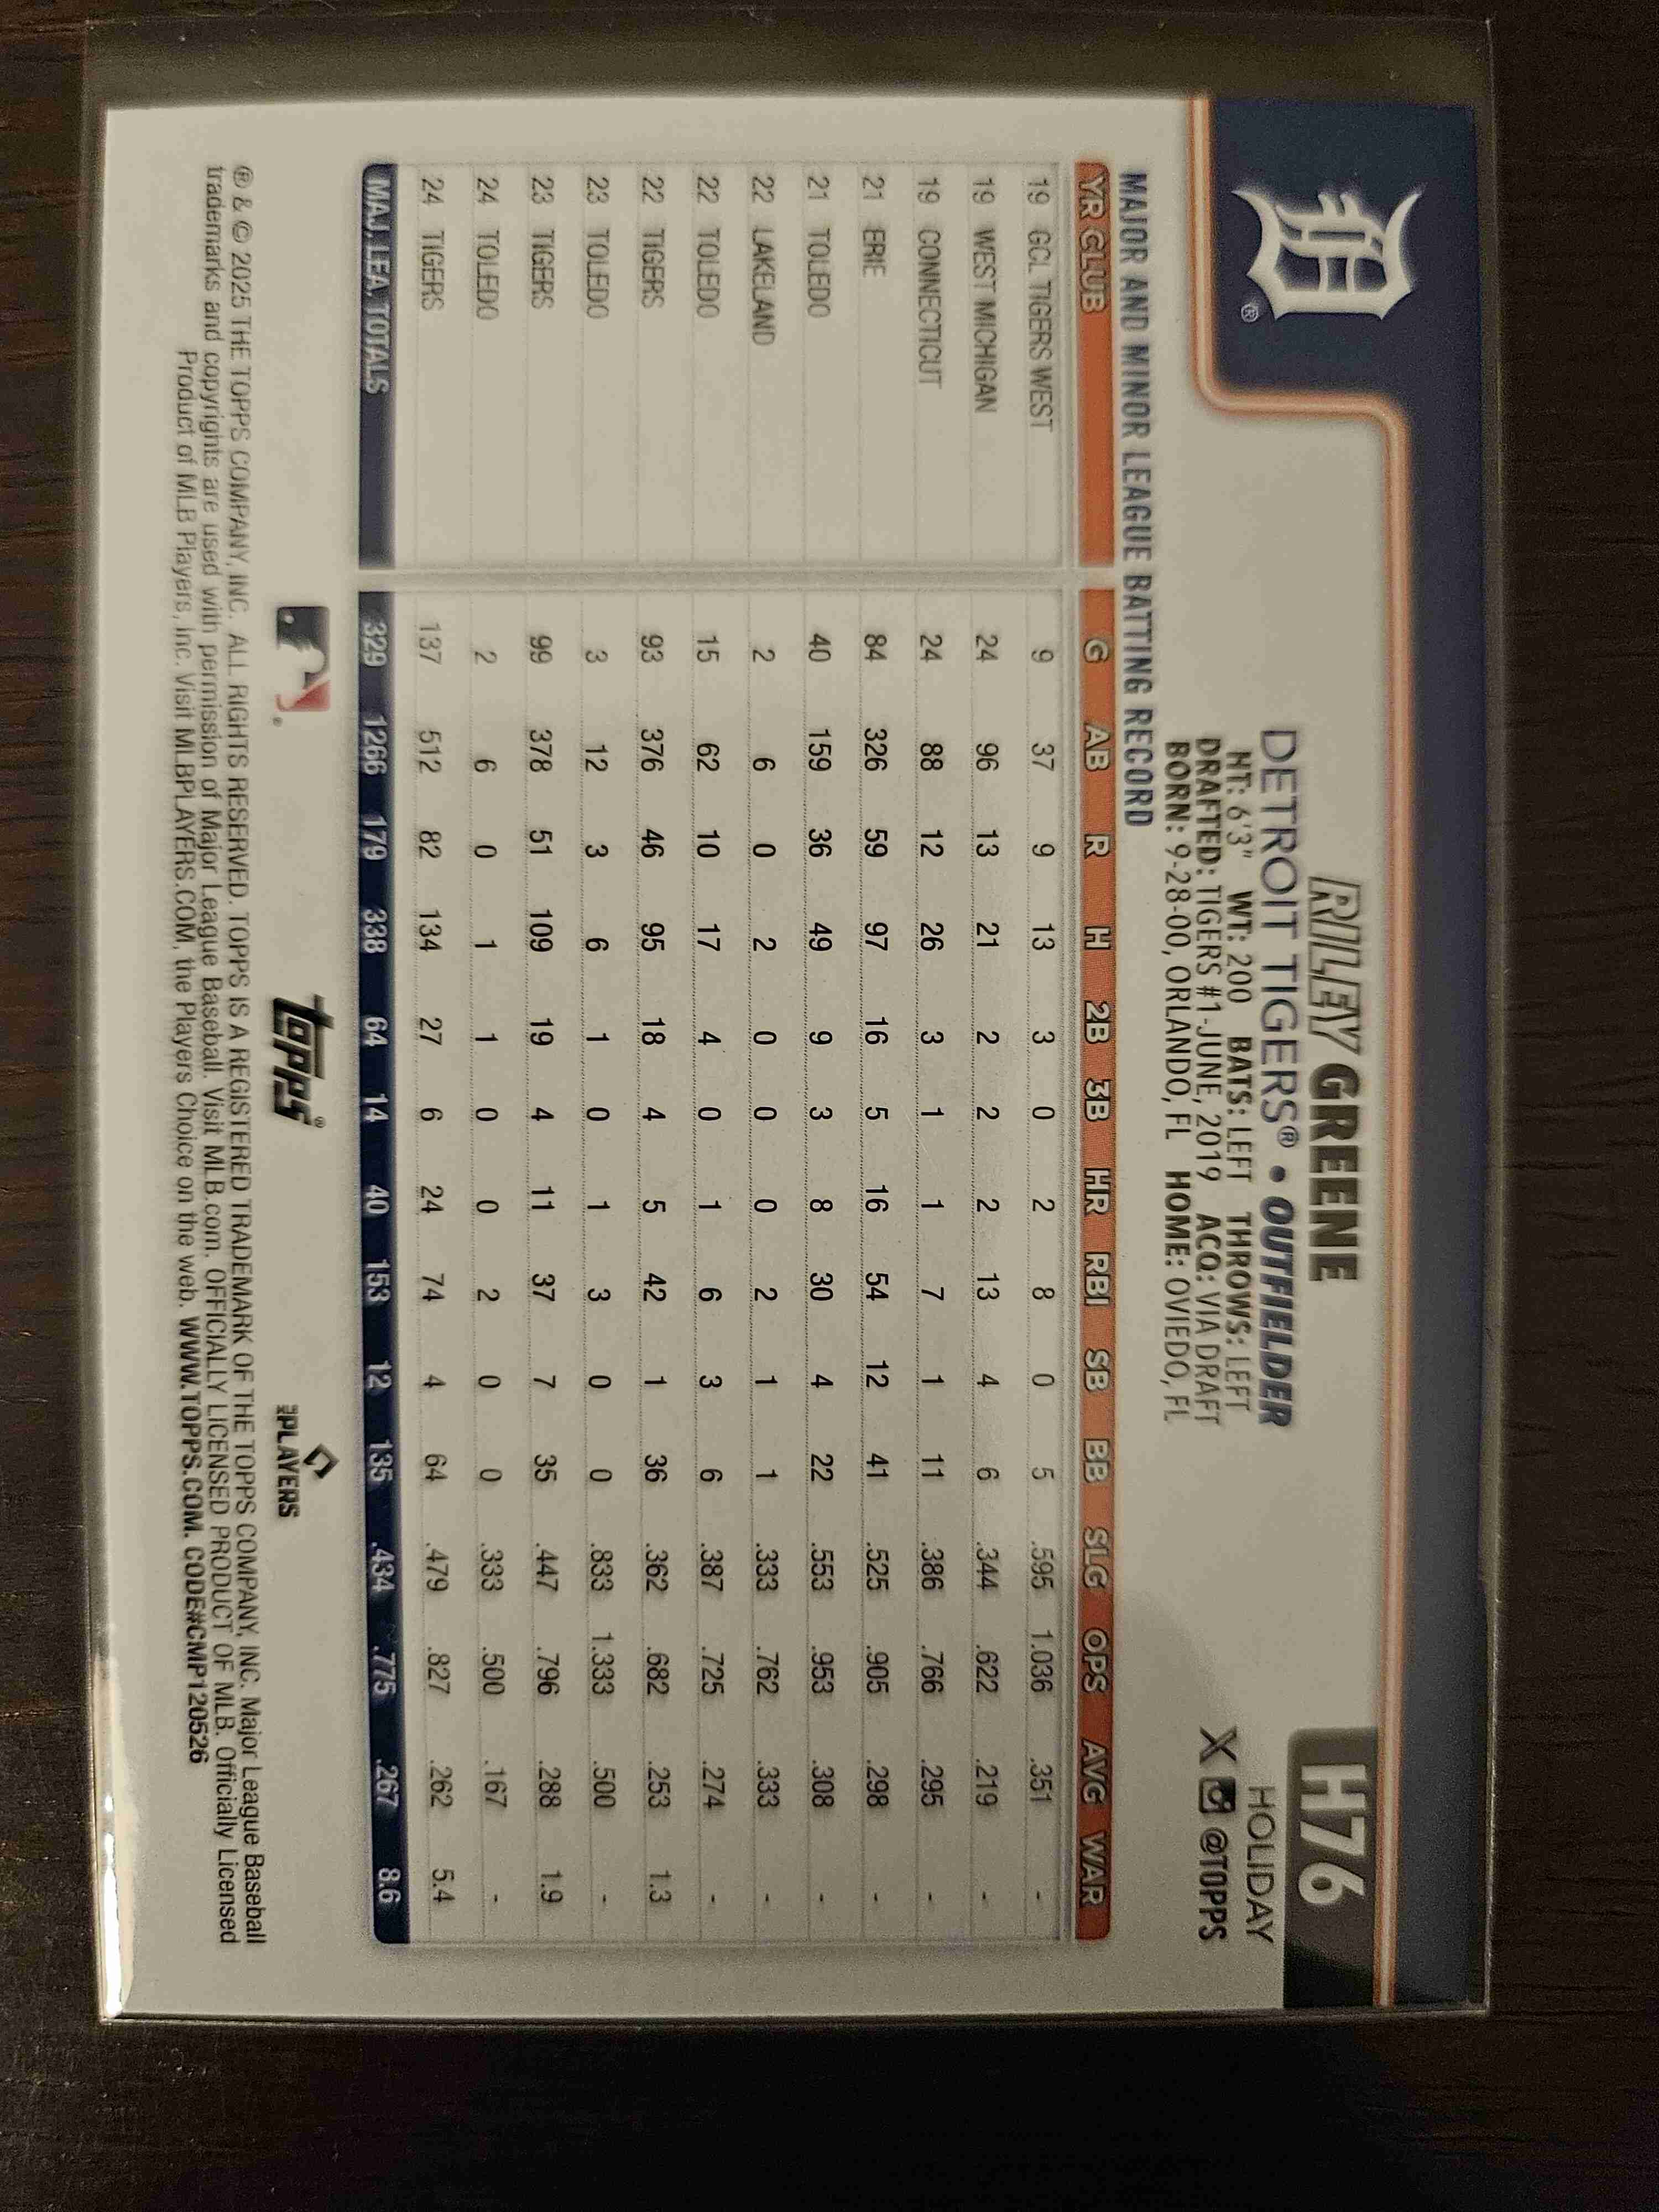 D®
H76
HOLIDAY
X @TOPPS
RILEY GREENE
DETROIT TIGERS® • OUTFIELDER
HT: 6'3" WT: 200 BATS: LEFT THROWS: LEFT
DRAFTED: TIGERS #1-JUNE, 2019 ACQ: VIA DRAFT
BORN: 9-28-00, ORLANDO, FL HOME: OVIEDO, FL
MAJOR AND MINOR LEAGUE BATTING RECORD
YR CLUB G AB R H 2B 3B HR RBI SB BB SLG OPS AVG WAR
19 GCL TIGERS WEST 9 37 9 13 3 0 2 8 0 5 .595 1.036 .351 -
19 WEST MICHIGAN 24 96 13 21 2 2 2 13 4 6 .344 .622 .219 -
19 CONNECTICUT 24 88 12 26 3 1 1 7 1 11 .386 .766 .295 -
21 ERIE 84 326 59 97 16 5 16 54 12 41 .525 .905 .298 -
21 TOLEDO 40 159 36 49 9 3 8 30 4 22 .553 .953 .308 -
22 LAKELAND 2 6 0 2 0 0 0 2 1 1 .333 .762 .333 -
22 TOLEDO 15 62 10 17 4 0 1 6 3 6 .387 .725 .274 -
22 TIGERS 93 376 46 95 18 4 5 42 1 36 .362 .682 .253 1.3
23 TOLEDO 3 12 3 6 1 0 1 3 0 0 .833 1.333 .500 -
23 TIGERS 99 378 51 109 19 4 11 37 7 35 .447 .796 .288 1.9
24 TOLEDO 2 6 0 1 1 0 0 2 0 0 .333 .500 .167 -
24 TIGERS 137 512 82 134 27 6 24 74 4 64 .479 .827 .262 5.4
MAJ. LEA. TOTALS 329 1266 179 338 64 14 40 153 12 135 .434 .775 .267 8.6
topps®
MLB PLAYERS
® & © 2025 THE TOPPS COMPANY, INC. ALL RIGHTS RESERVED. TOPPS IS A REGISTERED TRADEMARK OF THE TOPPS COMPANY, INC. Major League Baseball
trademarks and copyrights are used with permission of Major League Baseball. Visit MLB.com. OFFICIALLY LICENSED PRODUCT OF MLB. Officially Licensed
Product of MLB Players, Inc. Visit MLBPLAYERS.COM, the Players Choice on the web. WWW.TOPPS.COM. CODE#CMP120526